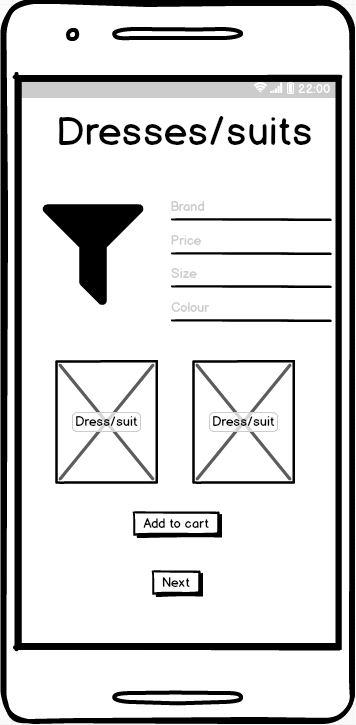 22:00
Dresses/suits
Brand
Price
Size
Colour
Dress/suit Dress/suit
Add to cart
Next